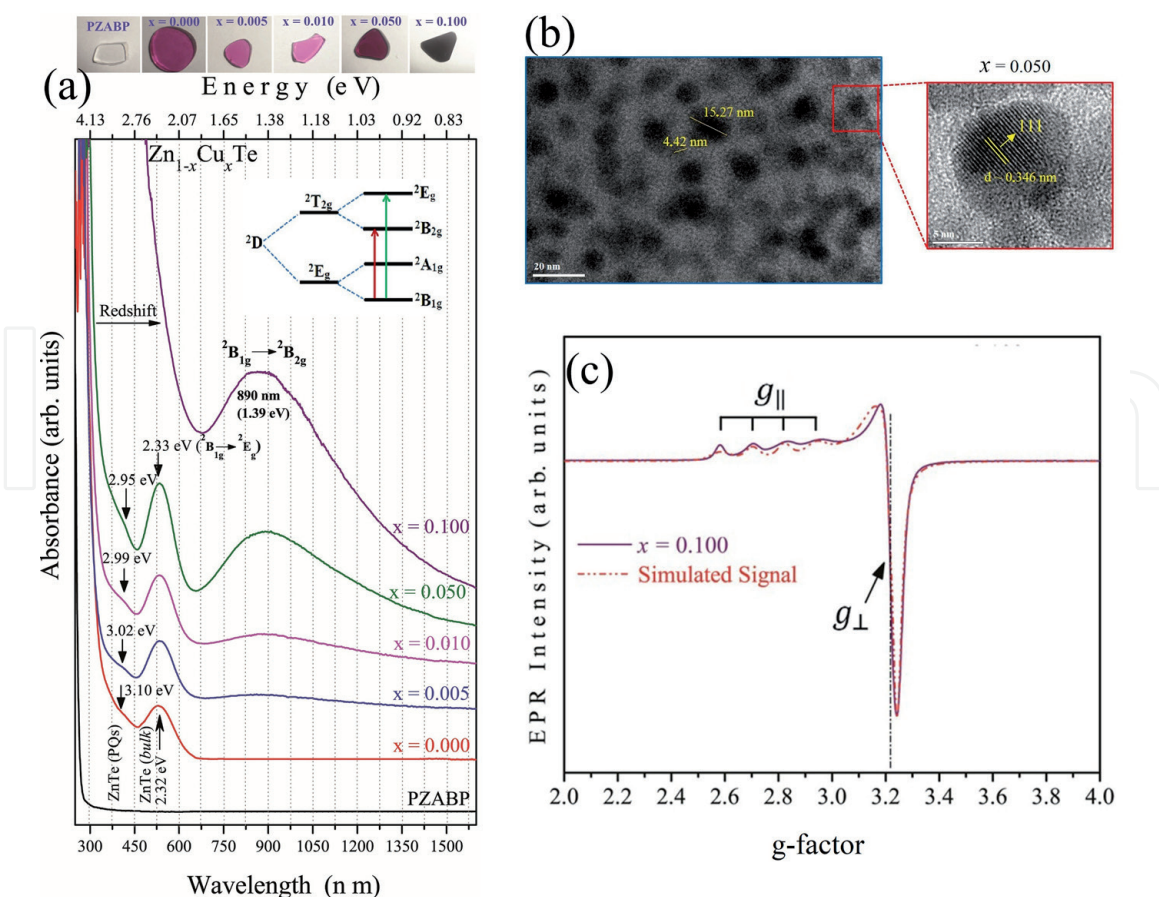 PZABP x = 0.000 x = 0.005 x = 0.010 x = 0.050 x = 0.100
(a)
Energy (eV)
4.13 2.76 2.07 1.65 1.38 1.18 1.03 0.92 0.83
Zn1-xCuxTe
²D
²T2g
²Eg
²Eg
²B2g
²A1g
²B1g
Redshift
²B1g → ²B2g
890 nm
(1.39 eV)
2.33 eV (²B1g → ²Eg)
2.95 eV
2.99 eV
3.02 eV
3.10 eV
x = 0.100
x = 0.050
x = 0.010
x = 0.005
x = 0.000
PZABP
ZnTe (PQs)
ZnTe (bulk)
2.32 eV
Absorbance (arb. units)
300 450 600 750 900 1050 1200 1350 1500
Wavelength (n m)
(b)
15.27 nm
4.42 nm
20 nm
x = 0.050
111
d ~ 0.346 nm
5 nm
(c)
g∥
x = 0.100
Simulated Signal
g⊥
EPR Intensity (arb. units)
2.0 2.2 2.4 2.6 2.8 3.0 3.2 3.4 3.6 3.8 4.0
g-factor